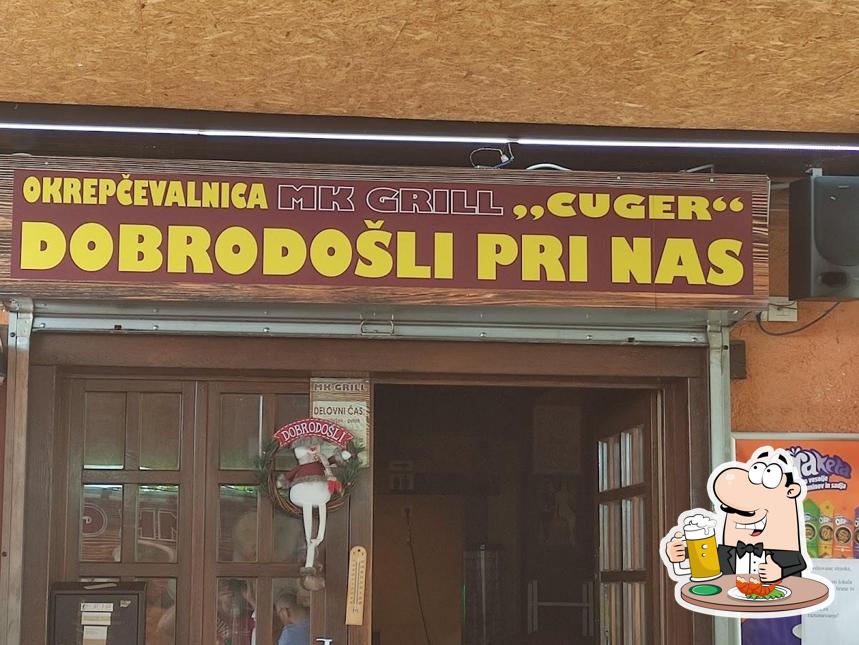 OKREPČEVALNICA MK GRILL „CUGER“
DOBRODOŠLI PRI NAS
MK GRILL
DELOVNI ČAS:
DOBRODOŠLI